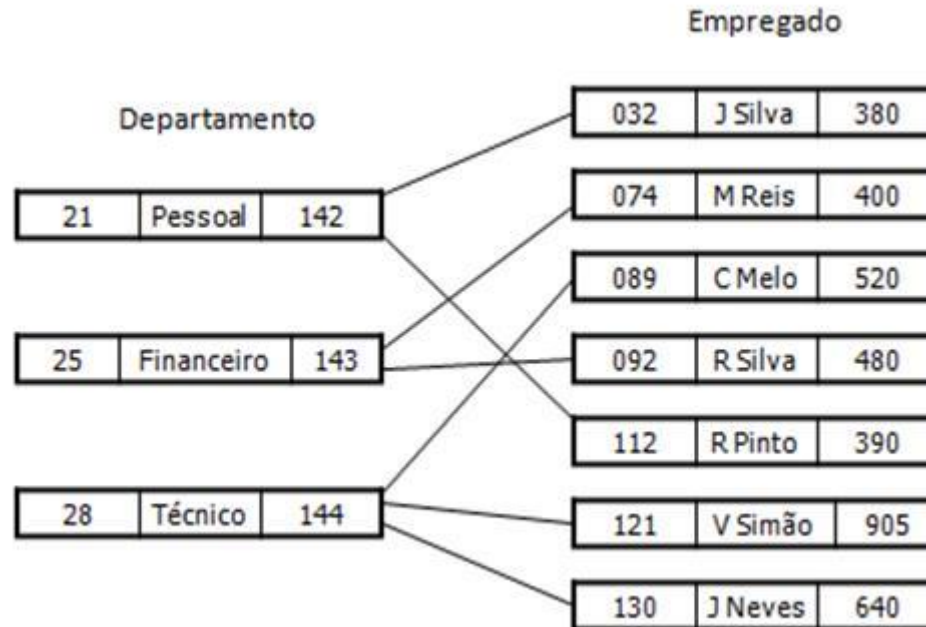 Empregado
Departamento
032 J Silva 380
074 M Reis 400
089 C Melo 520
092 R Silva 480
112 R Pinto 390
121 V Simão 905
130 J Neves 640
21 Pessoal 142
25 Financeiro 143
28 Técnico 144